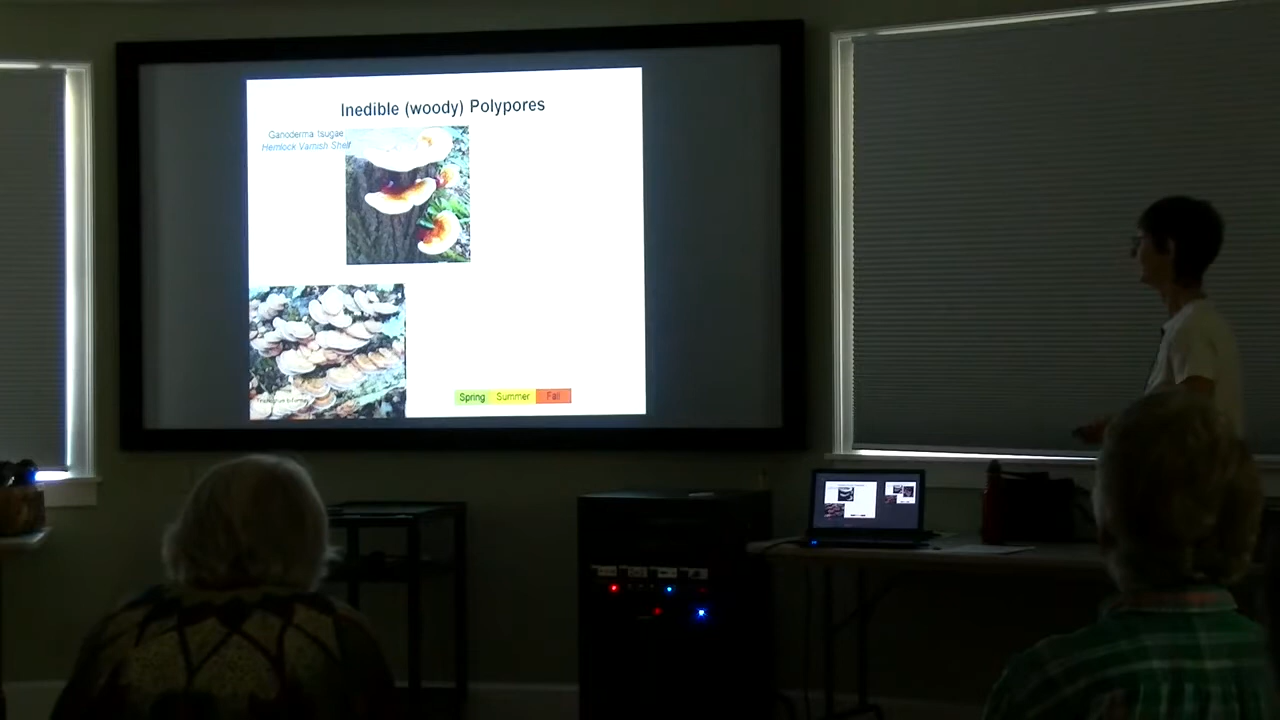 Inedible (woody) Polypores
Ganoderma tsugae
Hemlock Varnish Shelf
Spring Summer Fall